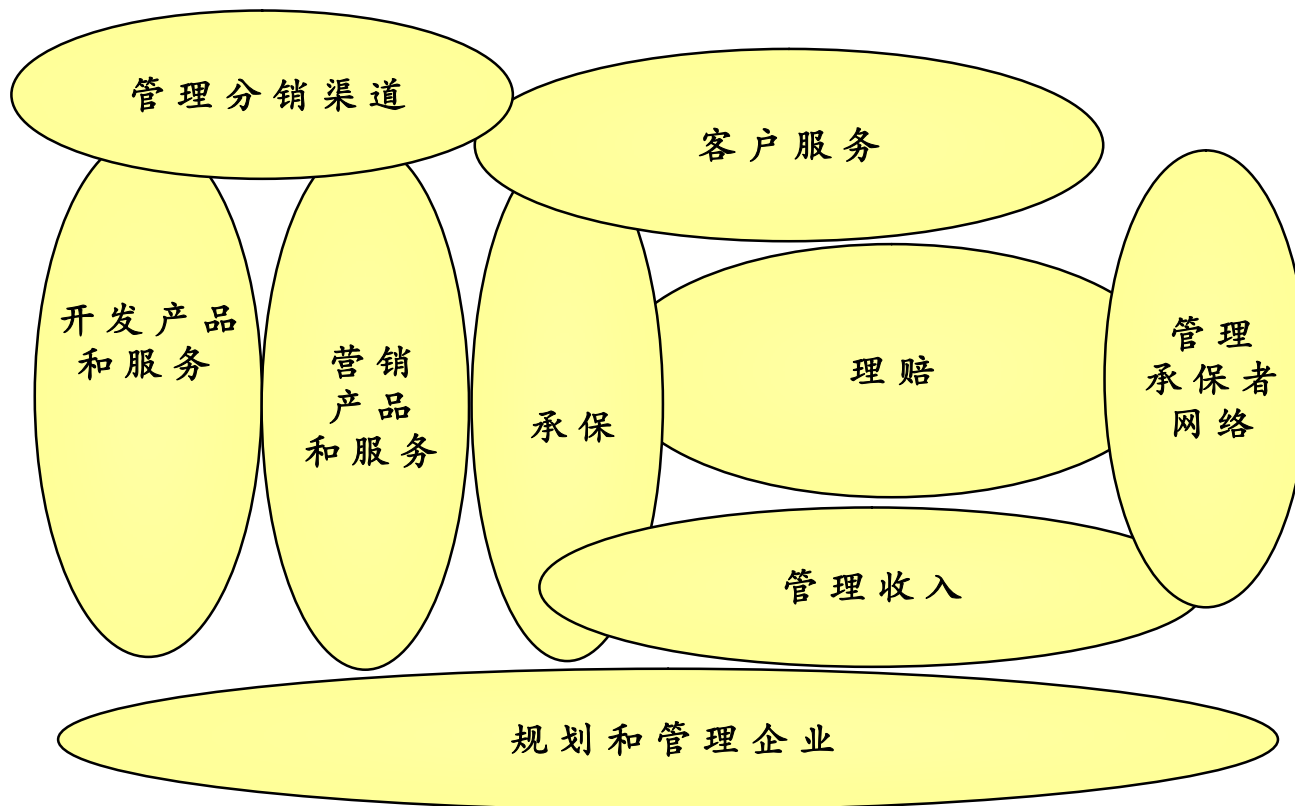 管理分销渠道
客户服务
开发产品
和服务
营销
产品
和服务
承保
理赔
管理
承保者
网络
管理收入
规划和管理企业